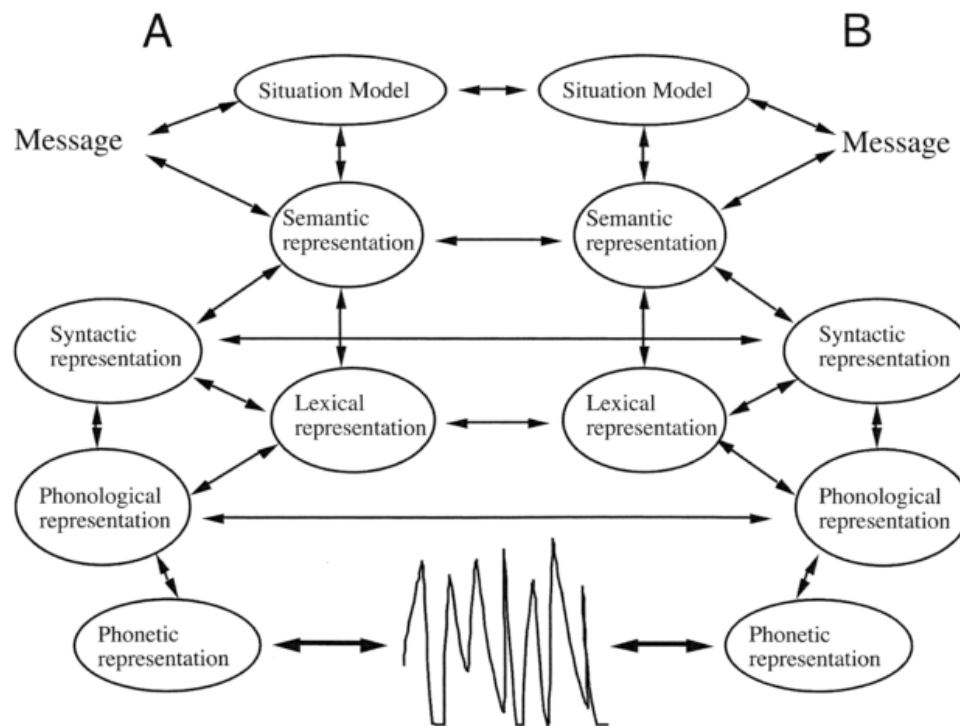 A
B
Situation Model
Situation Model
Message
Message
Semantic
representation
Semantic
representation
Syntactic
representation
Syntactic
representation
Lexical
representation
Lexical
representation
Phonological
representation
Phonological
representation
Phonetic
representation
Phonetic
representation